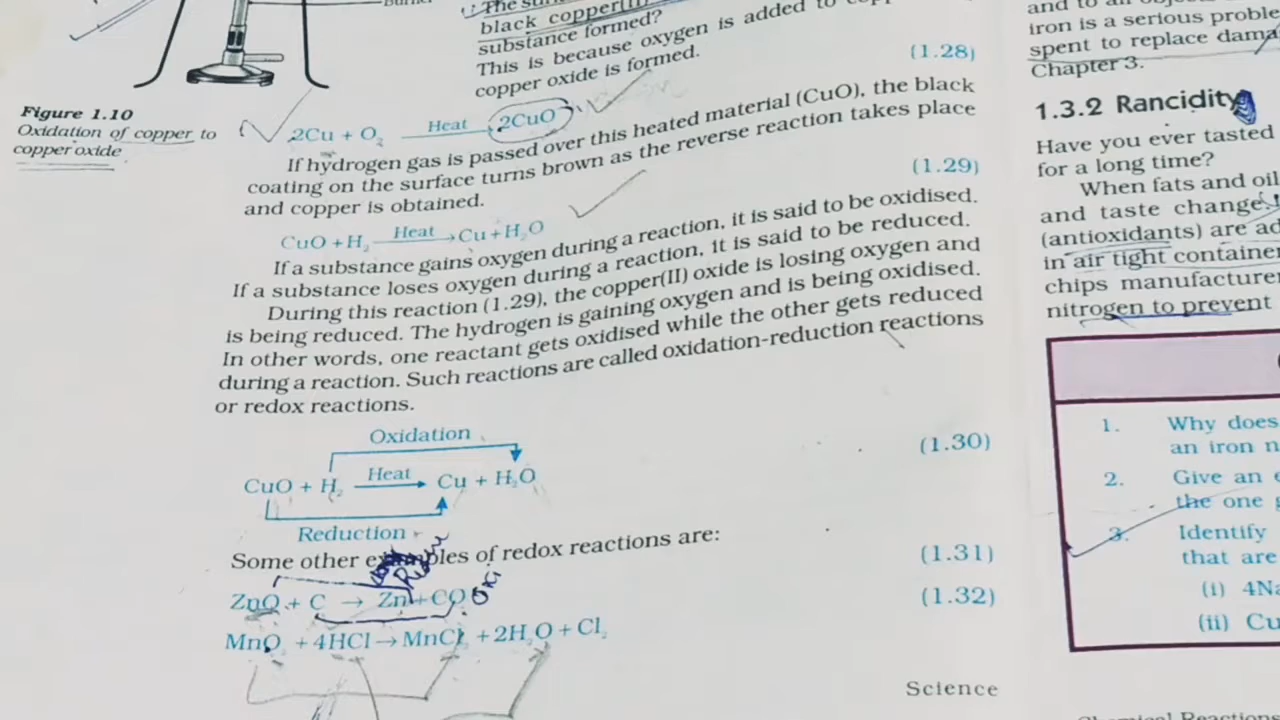 Burner
The
black copper(II)
substance formed?
This is because oxygen is added to
copper oxide is formed.
(1.28)
Figure 1.10
Oxidation of copper to
copper oxide
2Cu + O₂ Heat → 2CuO
If hydrogen gas is passed over this heated material (CuO), the black
coating on the surface turns brown as the reverse reaction takes place
and copper is obtained.
(1.29)
CuO + H₂ Heat → Cu + H₂O
If a substance gains oxygen during a reaction, it is said to be oxidised.
If a substance loses oxygen during a reaction, it is said to be reduced.
During this reaction (1.29), the copper(II) oxide is losing oxygen and
is being reduced. The hydrogen is gaining oxygen and is being oxidised.
In other words, one reactant gets oxidised while the other gets reduced
during a reaction. Such reactions are called oxidation-reduction reactions
or redox reactions.
Oxidation
CuO + H₂ Heat → Cu + H₂O
(1.30)
Reduction
Some other examples of redox reactions are:
ZnO + C → Zn + CO
(1.31)
MnO₂ + 4HCl → MnCl₂ + 2H₂O + Cl₂
(1.32)
Science
and to
iron is a serious
spent to replace
Chapter 3.
1.3.2 Rancidity
Have you ever tasted
for a long time?
When fats and oil
and taste change
(antioxidants) are
in air tight
chips
nitrogen to prevent
1. Why does
an iron n
2. Give an
the one
3. Identify
that are
(i) 4Na
(ii) Cu
Chemical Reactions